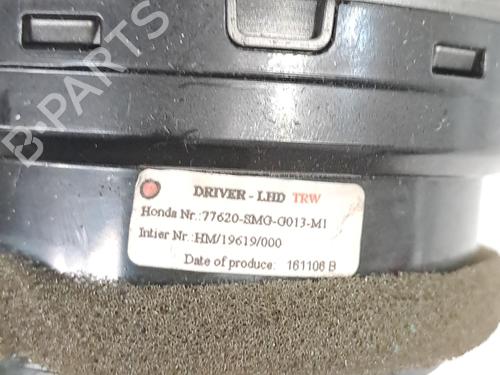 B-PARTS
DRIVER - LHD TRW
Honda Nr.:77620-SMG-G013-M1
Intier Nr.:HM/19619/000
Date of produce: 161106 B